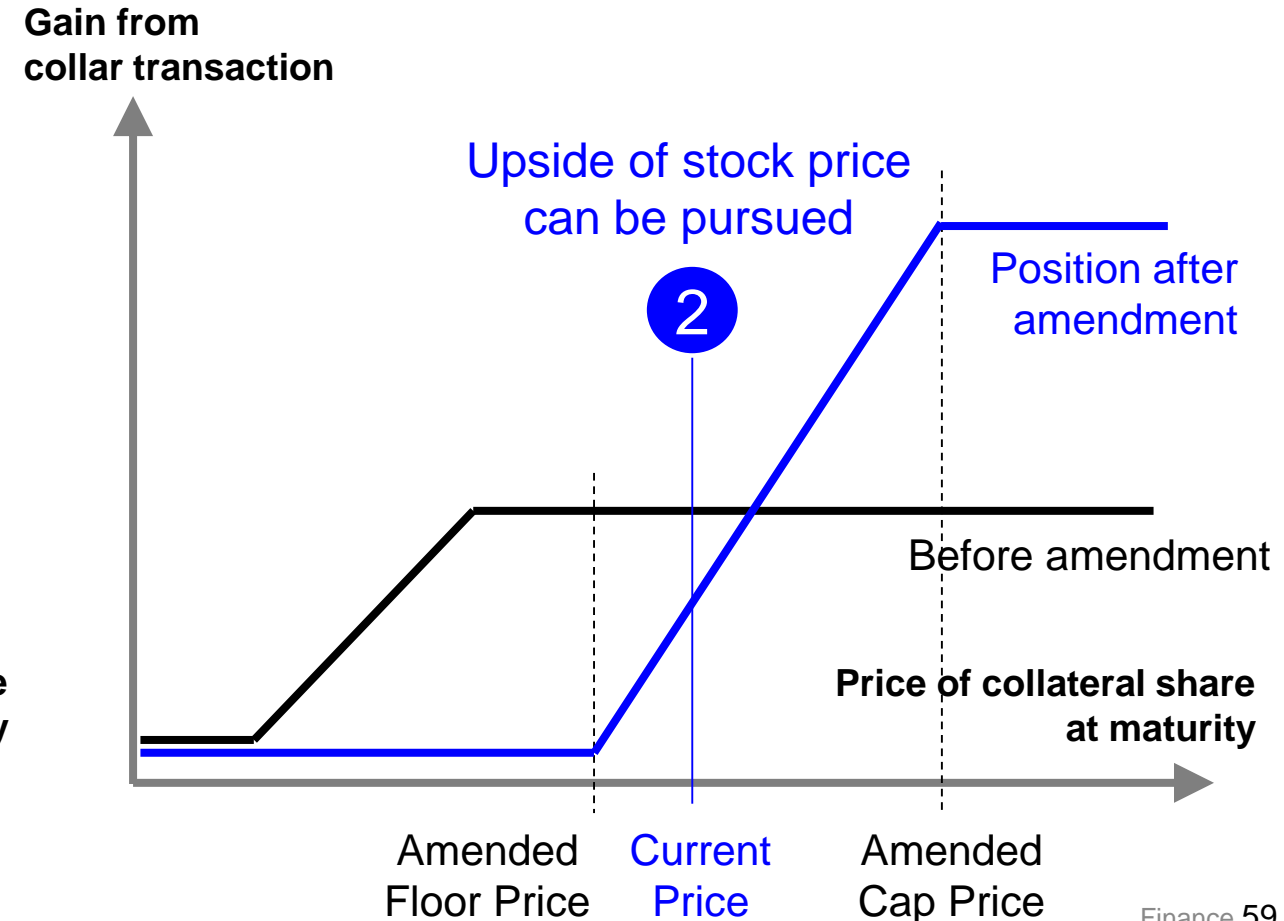 Gain from
collar transaction
Upside of stock price
can be pursued
2
Position after
amendment
Before amendment
Price of collateral share
at maturity
Amended
Floor Price
Current
Price
Amended
Cap Price
Finance 59